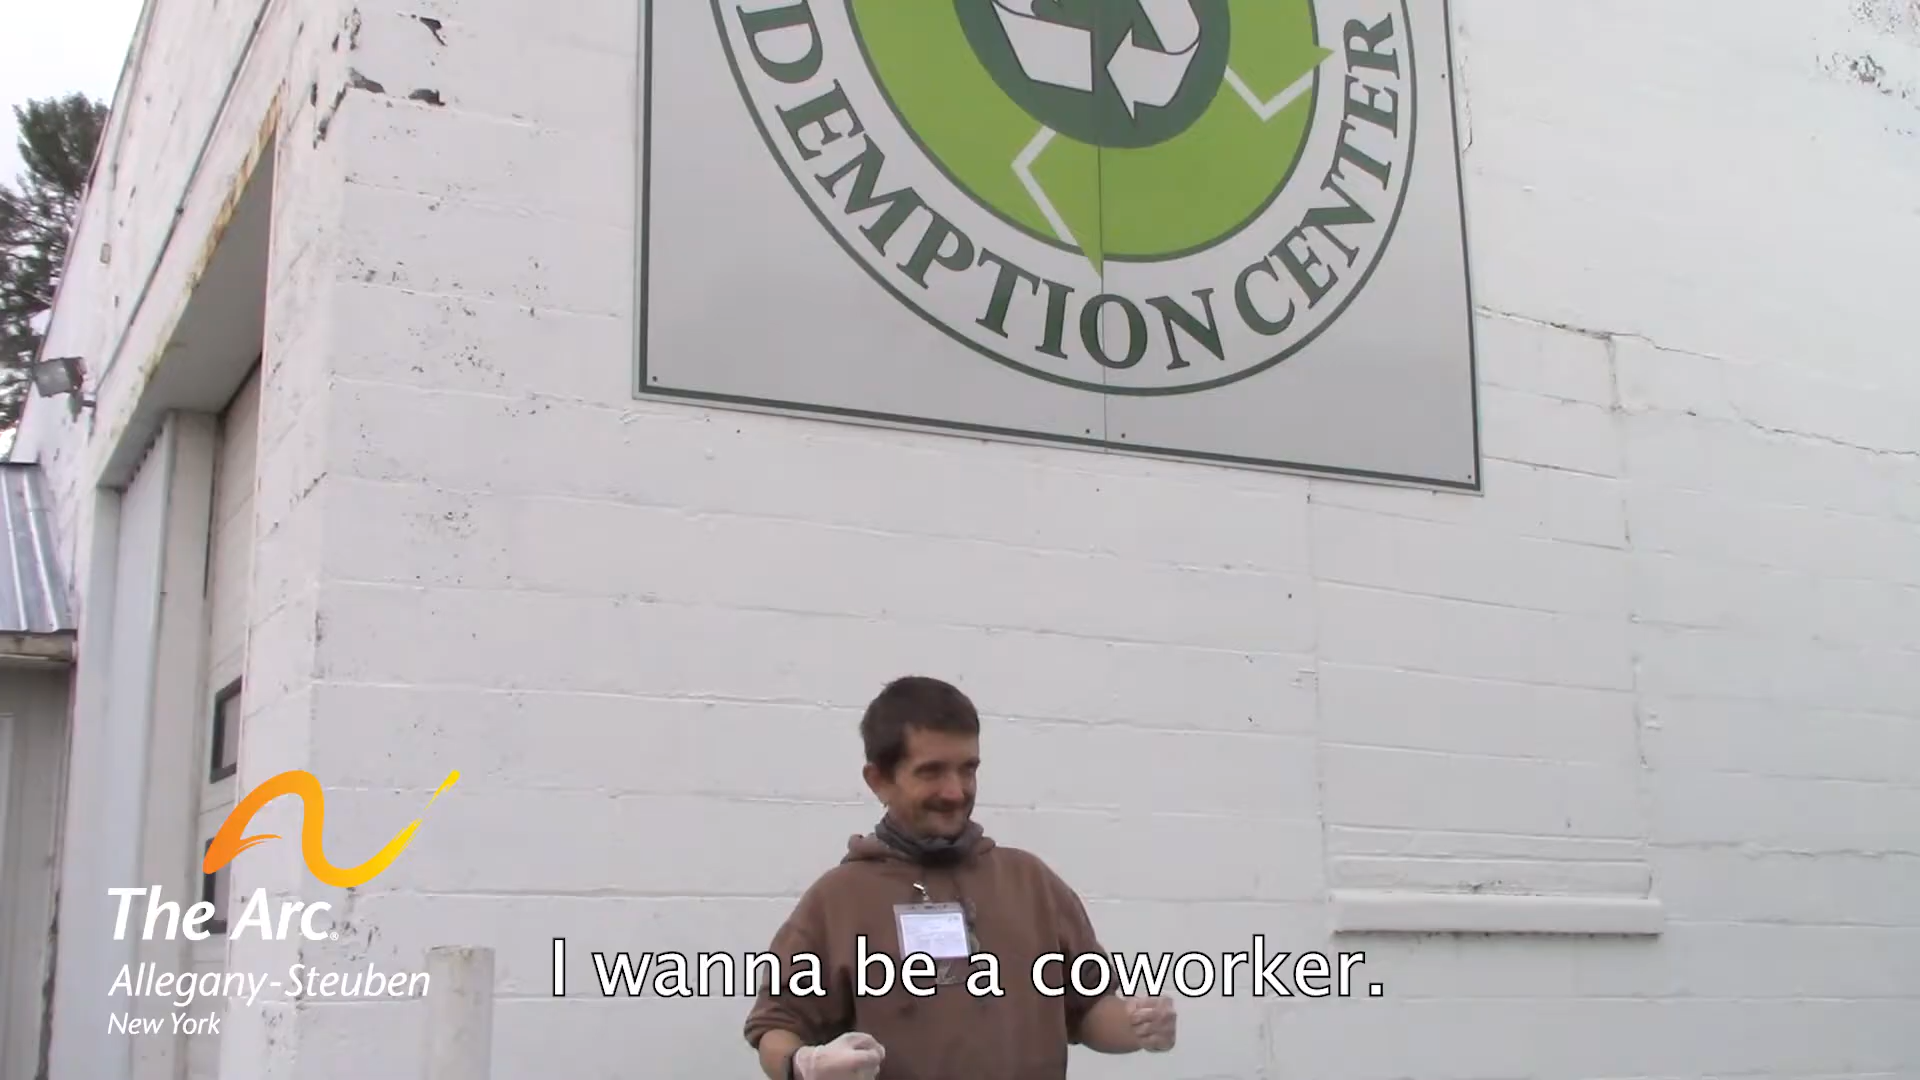 DEMPTION CENTER
The Arc®
Allegany-Steuben
New York
I wanna be a coworker.